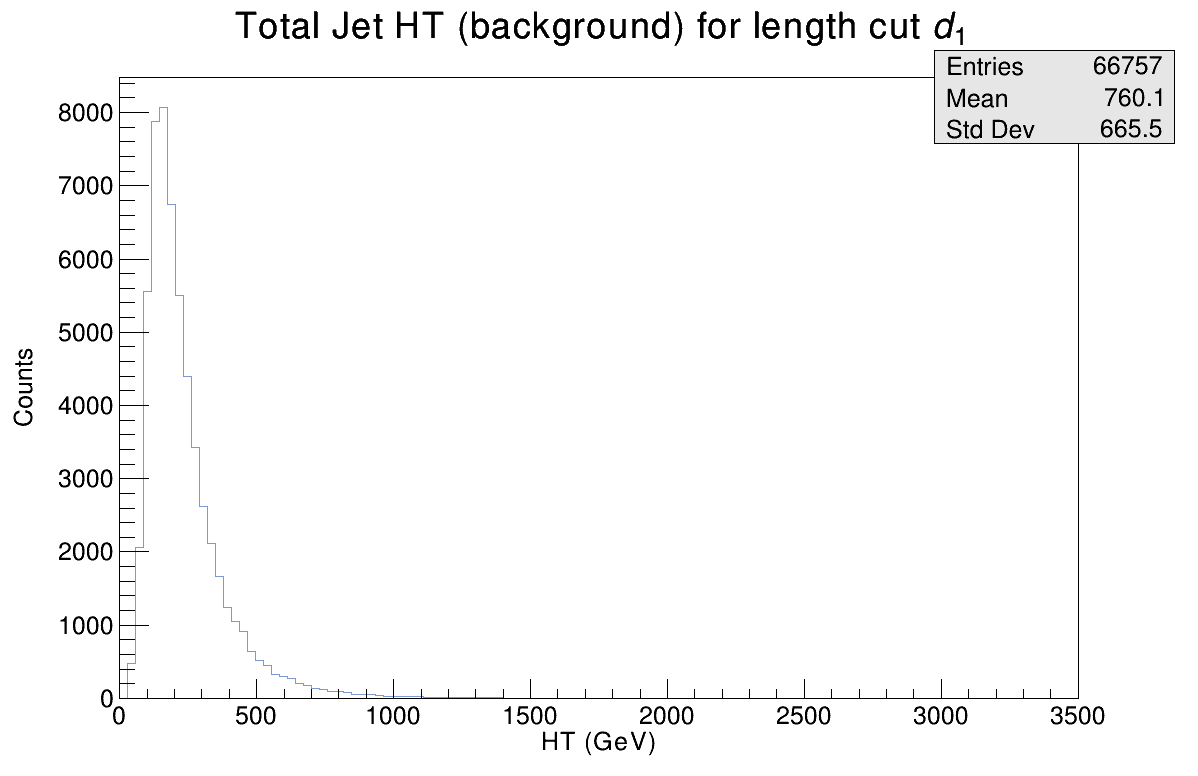 Total Jet HT (background) for length cut d₁
Entries 66757
Mean 760.1
Std Dev 665.5
8000
7000
6000
5000
4000
3000
2000
1000
0
Counts
0 500 1000 1500 2000 2500 3000 3500
HT (GeV)